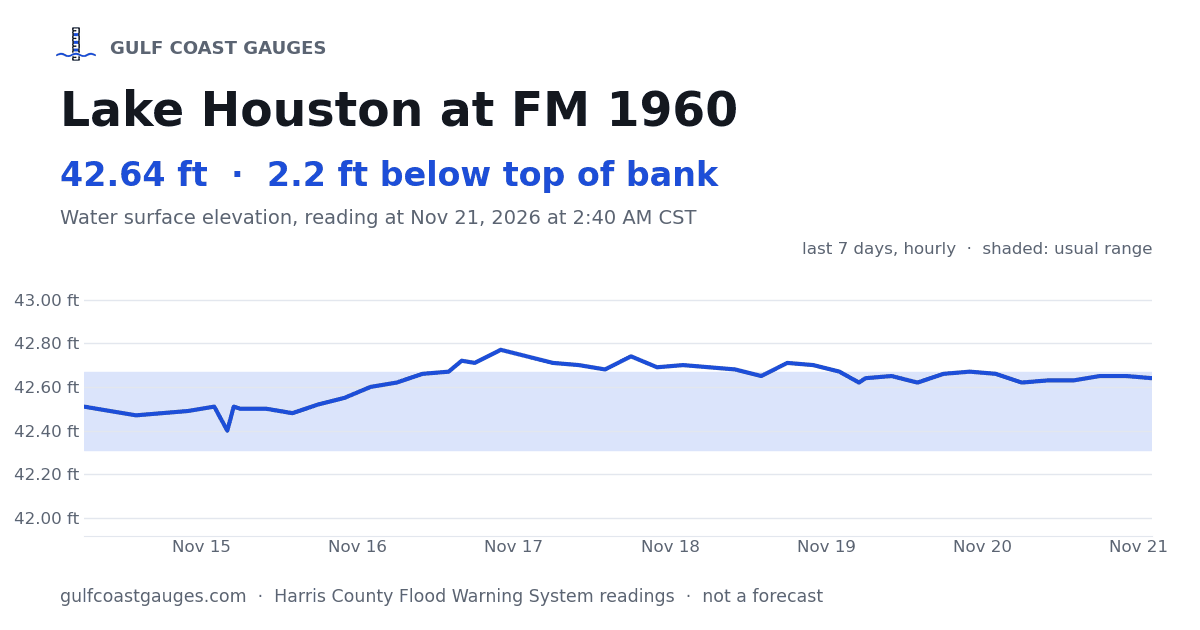 GULF COAST GAUGES
Lake Houston at FM 1960
42.64 ft · 2.2 ft below top of bank
Water surface elevation, reading at Nov 21, 2026 at 2:40 AM CST
last 7 days, hourly · shaded: usual range
43.00 ft
42.80 ft
42.60 ft
42.40 ft
42.20 ft
42.00 ft
Nov 15 Nov 16 Nov 17 Nov 18 Nov 19 Nov 20 Nov 21
gulfcoastgauges.com · Harris County Flood Warning System readings · not a forecast